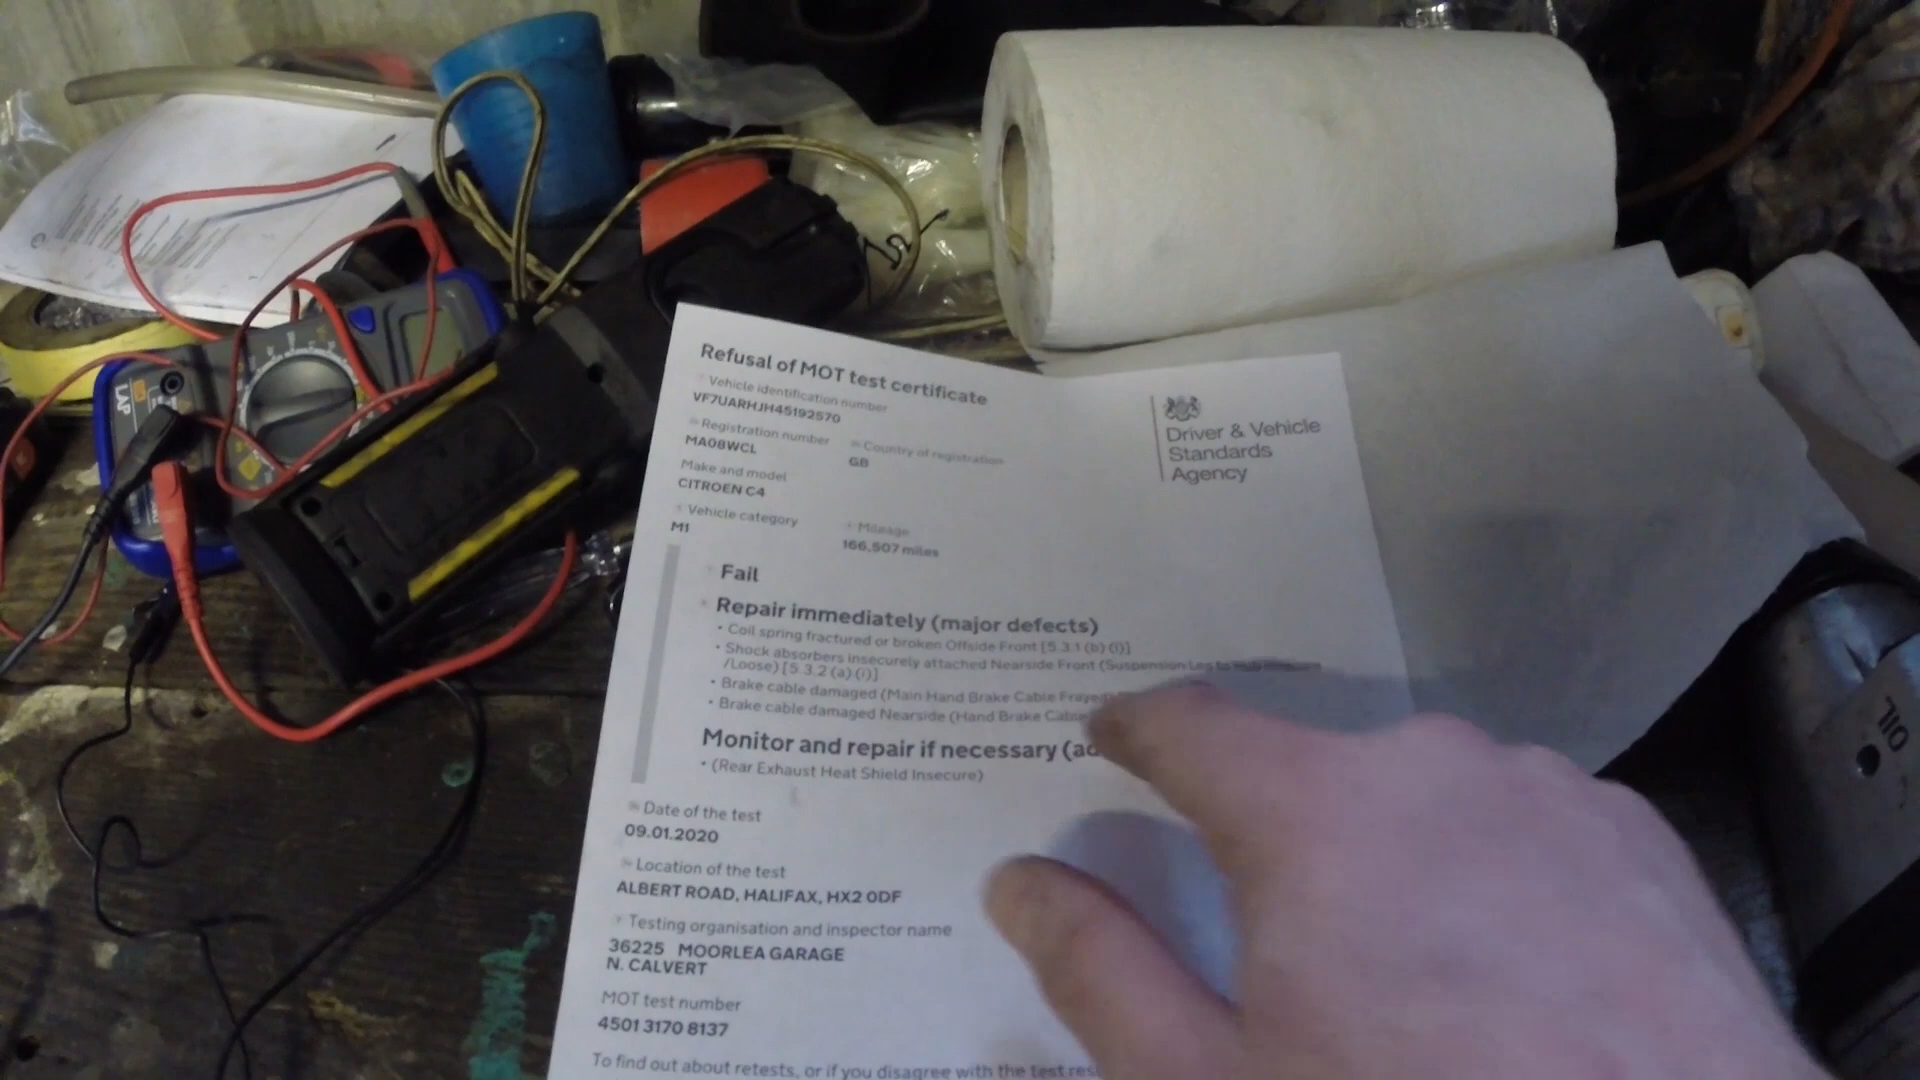 Refusal of MOT test certificate
Vehicle identification number
VF7UARHJH45192570
Registration number
MA08WCL
Country of registration
GB
Make and model
CITROEN C4
Vehicle category
M1
Mileage
166,507 miles
Driver & Vehicle
Standards
Agency
Fail
Repair immediately (major defects)
• Coil spring fractured or broken Offside Front [5.3.1 (b) (i)]
• Shock absorbers insecurely attached Nearside Front (Suspension Leg to
/Loose) [5.3.2 (a) (i)]
• Brake cable damaged (Main Hand Brake Cable Frayed
• Brake cable damaged Nearside (Hand Brake Cable
Monitor and repair if necessary (ad
• (Rear Exhaust Heat Shield Insecure)
Date of the test
09.01.2020
Location of the test
ALBERT ROAD, HALIFAX, HX2 0DF
Testing organisation and inspector name
36225 MOORLEA GARAGE
N. CALVERT
MOT test number
4501 3170 8137
To find out about retests, or if you disagree with the test res
LAP
OIL